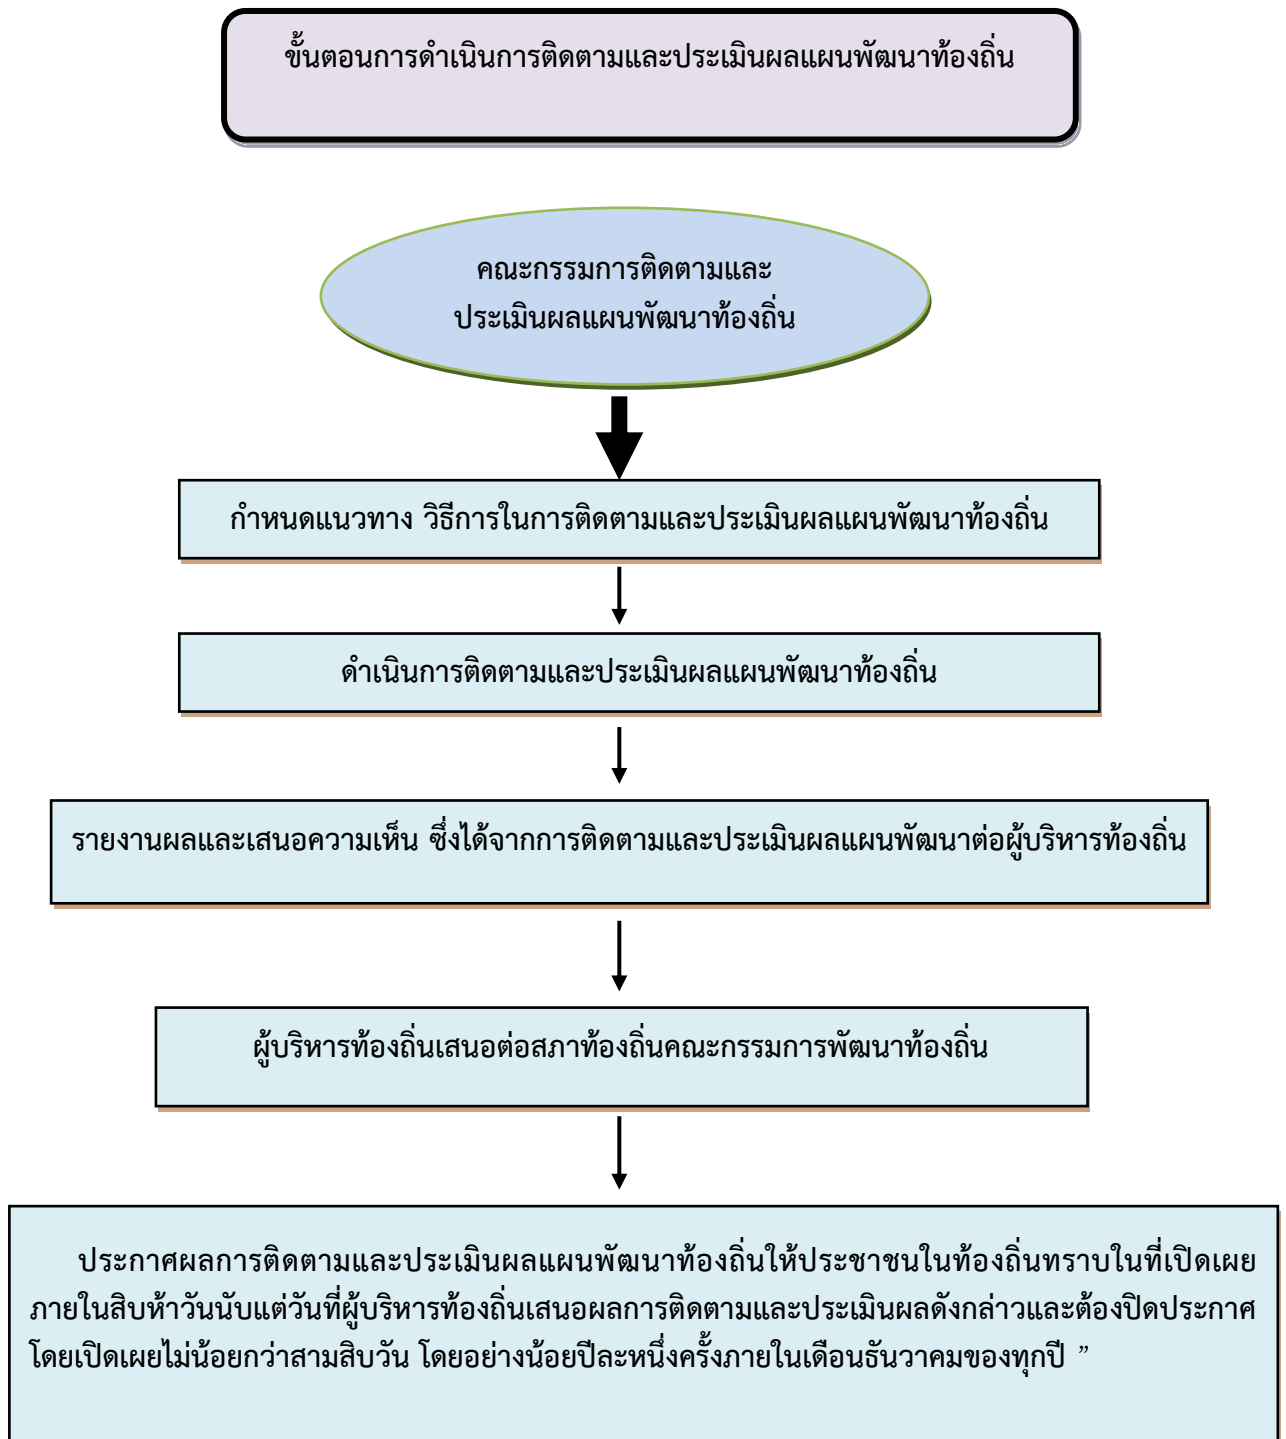 ขั้นตอนการดำเนินการติดตามและประเมินผลแผนพัฒนาท้องถิ่น
คณะกรรมการติดตามและ
ประเมินผลแผนพัฒนาท้องถิ่น
กำหนดแนวทาง วิธีการในการติดตามและประเมินผลแผนพัฒนาท้องถิ่น
ดำเนินการติดตามและประเมินผลแผนพัฒนาท้องถิ่น
รายงานผลและเสนอความเห็น ซึ่งได้จากการติดตามและประเมินผลแผนพัฒนาต่อผู้บริหารท้องถิ่น
ผู้บริหารท้องถิ่นเสนอต่อสภาท้องถิ่นคณะกรรมการพัฒนาท้องถิ่น
ประกาศผลการติดตามและประเมินผลแผนพัฒนาท้องถิ่นให้ประชาชนในท้องถิ่นทราบในที่เปิดเผย
ภายในสิบห้าวันนับแต่วันที่ผู้บริหารท้องถิ่นเสนอผลการติดตามและประเมินผลดังกล่าวและต้องปิดประกาศ
โดยเปิดเผยไม่น้อยกว่าสามสิบวัน โดยอย่างน้อยปีละหนึ่งครั้งภายในเดือนธันวาคมของทุกปี ”